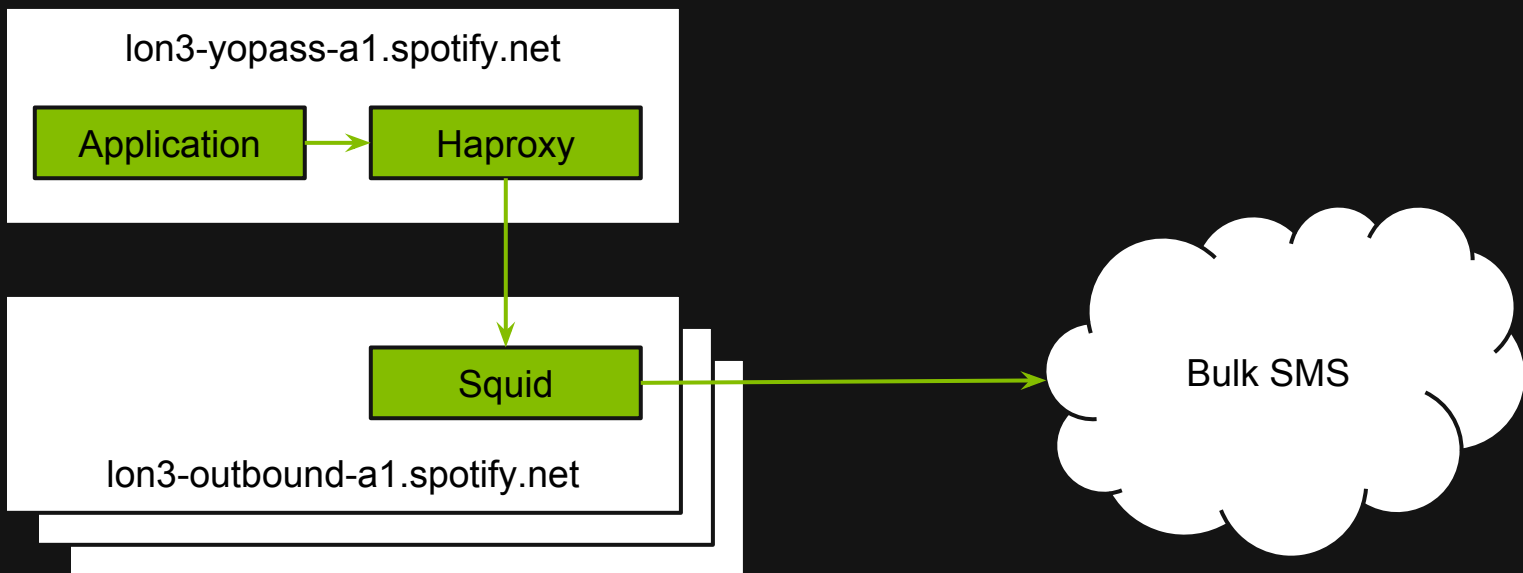 lon3-yopass-a1.spotify.net
Application
Haproxy
Squid
Bulk SMS
lon3-outbound-a1.spotify.net